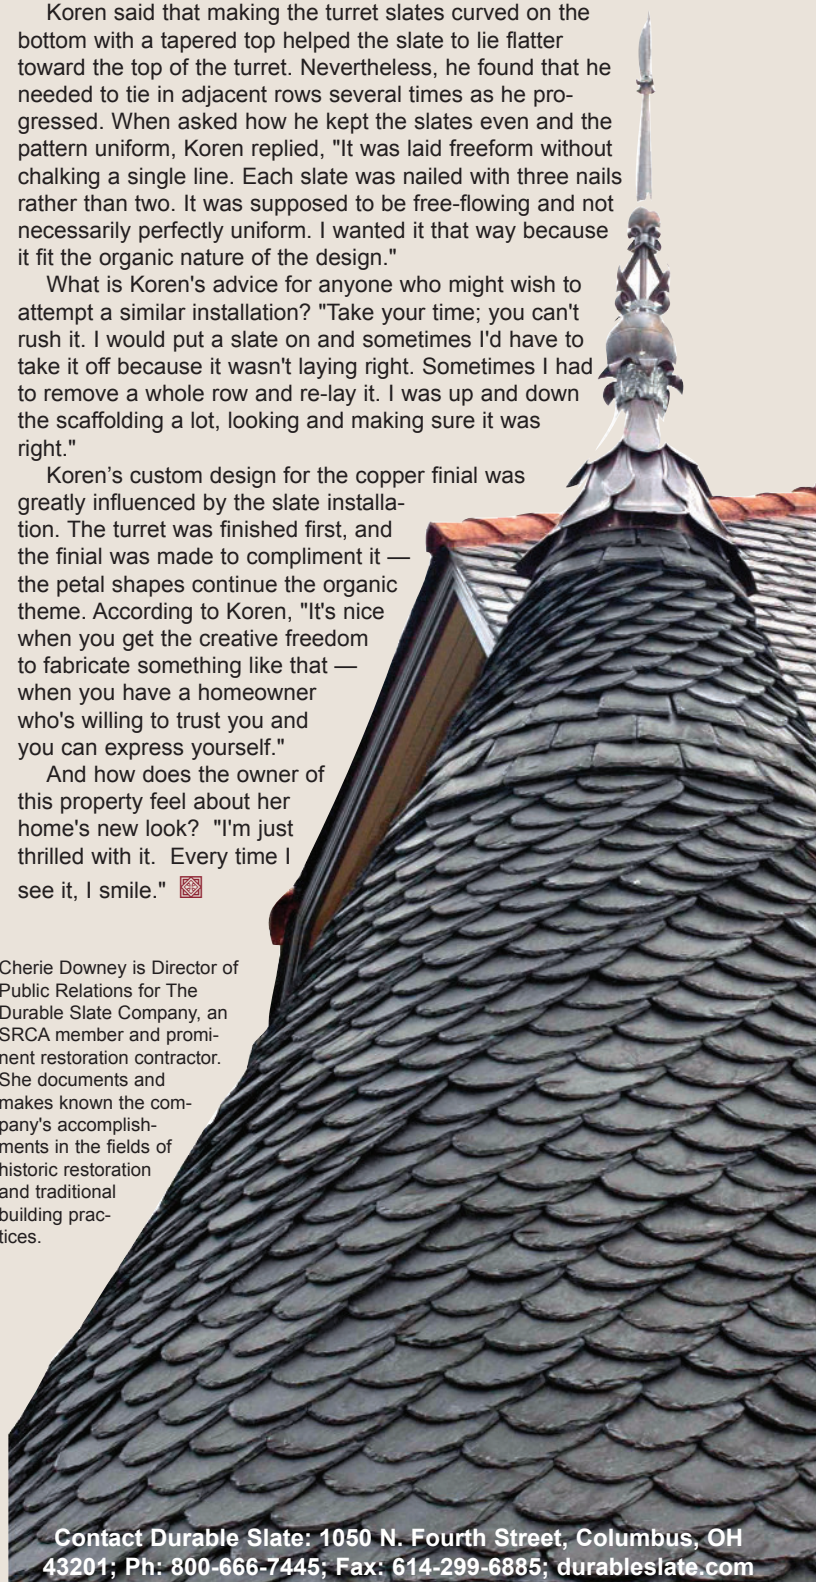 Koren said that making the turret slates curved on the
bottom with a tapered top helped the slate to lie flatter
toward the top of the turret. Nevertheless, he found that he
needed to tie in adjacent rows several times as he pro-
gressed. When asked how he kept the slates even and the
pattern uniform, Koren replied, "It was laid freeform without
chalking a single line. Each slate was nailed with three nails
rather than two. It was supposed to be free-flowing and not
necessarily perfectly uniform. I wanted it that way because
it fit the organic nature of the design."
What is Koren's advice for anyone who might wish to
attempt a similar installation? "Take your time; you can't
rush it. I would put a slate on and sometimes I'd have to
take it off because it wasn't laying right. Sometimes I had
to remove a whole row and re-lay it. I was up and down
the scaffolding a lot, looking and making sure it was
right."
Koren’s custom design for the copper finial was
greatly influenced by the slate installa-
tion. The turret was finished first, and
the finial was made to compliment it —
the petal shapes continue the organic
theme. According to Koren, "It's nice
when you get the creative freedom
to fabricate something like that —
when you have a homeowner
who's willing to trust you and
you can express yourself."
And how does the owner of
this property feel about her
home's new look?  "I'm just
thrilled with it.  Every time I
see it, I smile."
Cherie Downey is Director of
Public Relations for The
Durable Slate Company, an
SRCA member and promi-
nent restoration contractor.
She documents and
makes known the com-
pany's accomplish-
ments in the fields of
historic restoration
and traditional
building prac-
tices.
Contact Durable Slate: 1050 N. Fourth Street, Columbus, OH
43201; Ph: 800-666-7445; Fax: 614-299-6885; durableslate.com